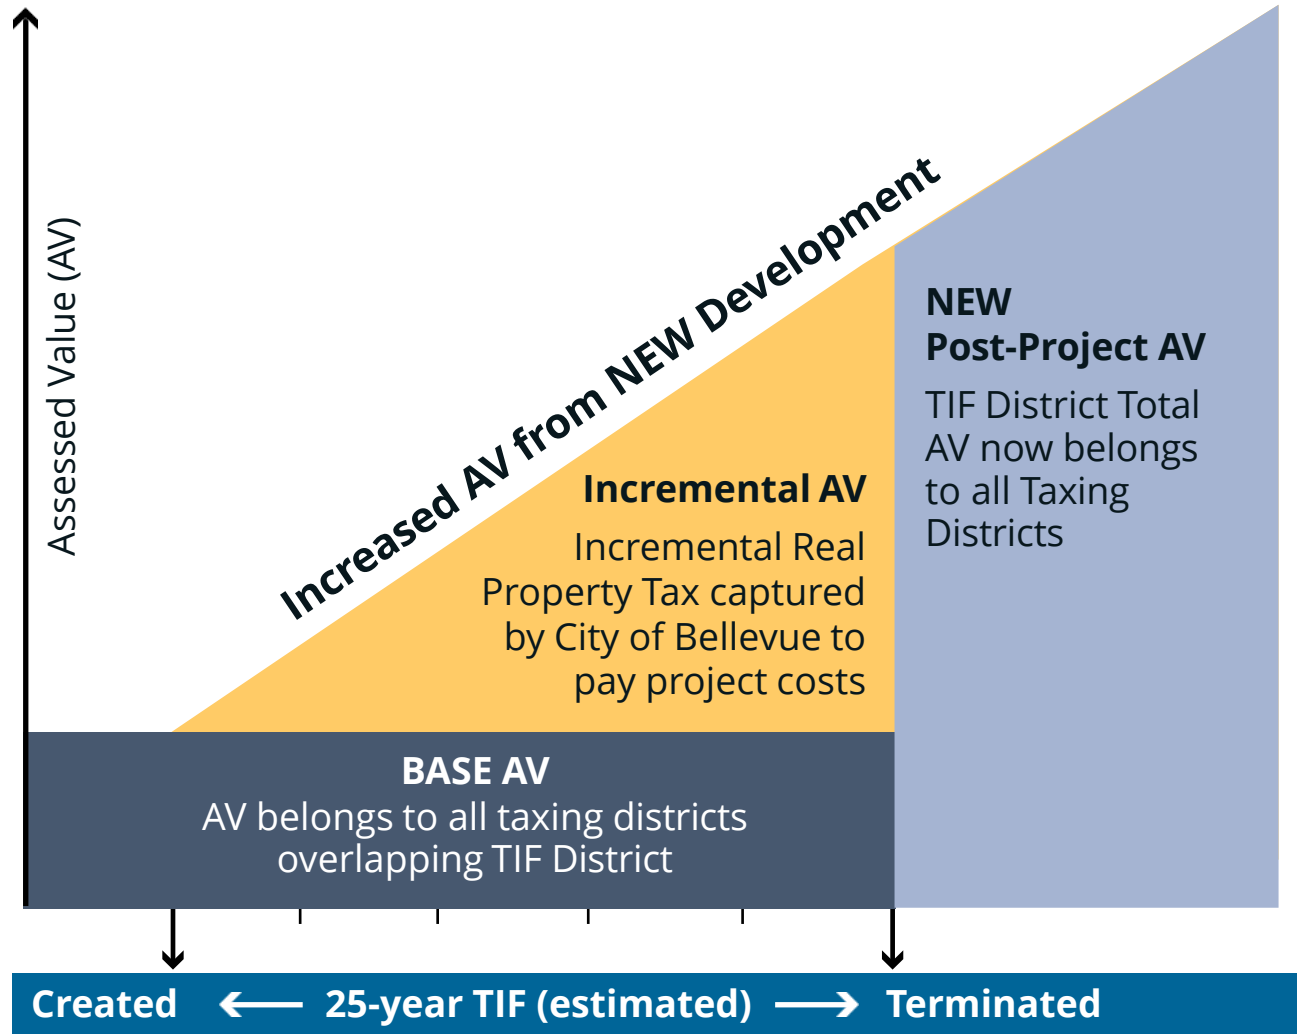 Assessed Value (AV)
Increased AV from NEW Development
Incremental AV
Incremental Real
Property Tax captured
by City of Bellevue to
pay project costs
NEW
Post-Project AV
TIF District Total
AV now belongs
to all Taxing
Districts
BASE AV
AV belongs to all taxing districts
overlapping TIF District
Created 25-year TIF (estimated) Terminated